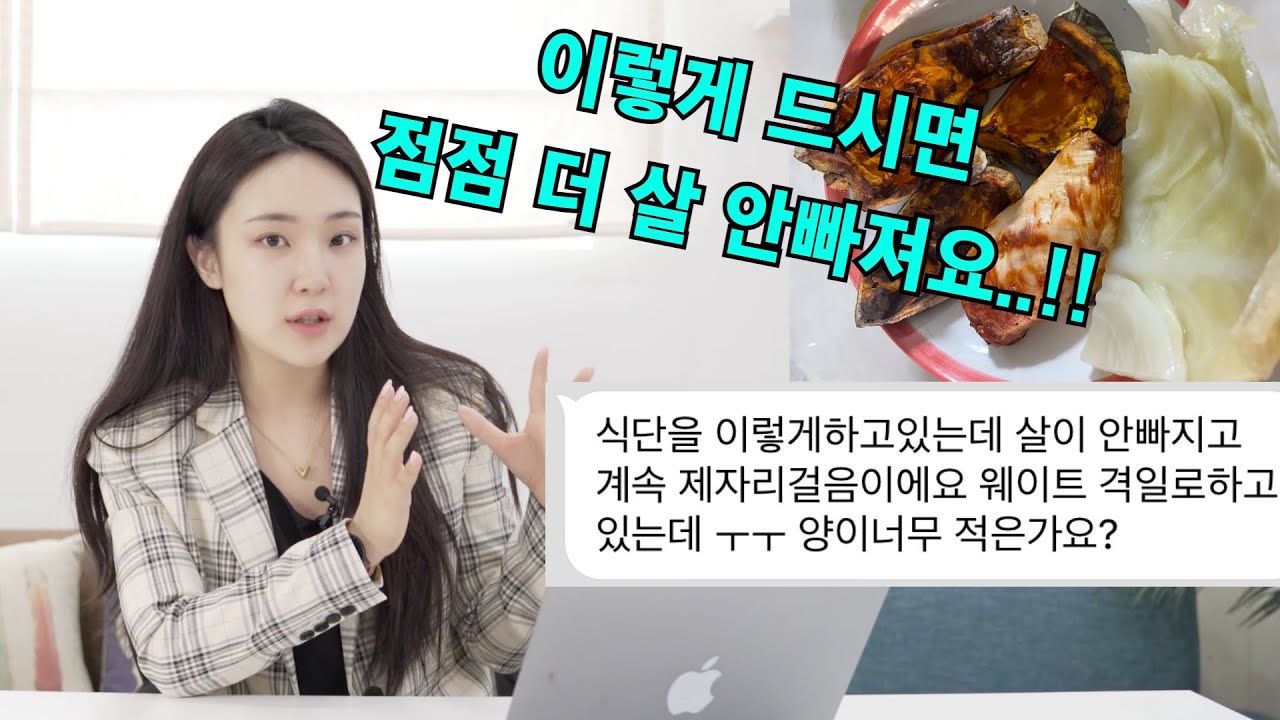 이렇게 드시면
점점 더 살 안빠져요..!!
식단을 이렇게하고있는데 살이 안빠지고
계속 제자리걸음이에요 웨이트 격일로하고
있는데 ㅜㅜ 양이너무 적은가요?